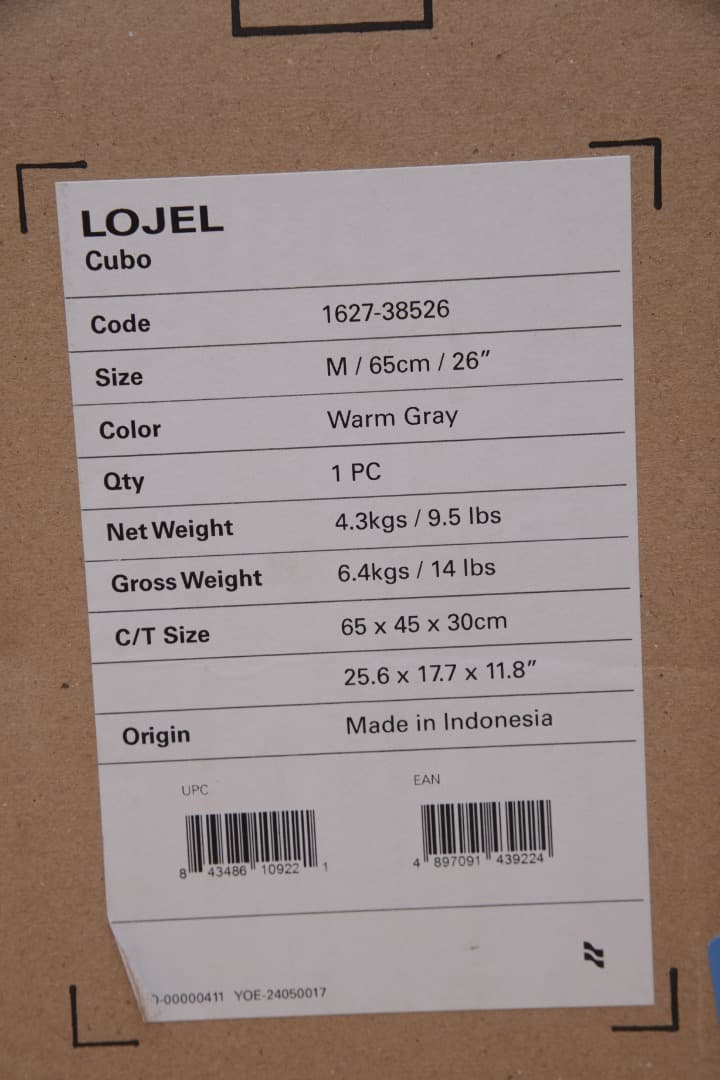 LOJEL
Cubo
Code 1627-38526
Size M / 65cm / 26”
Color Warm Gray
Qty 1 PC
Net Weight 4.3kgs / 9.5 lbs
Gross Weight 6.4kgs / 14 lbs
C/T Size 65 x 45 x 30cm
25.6 x 17.7 x 11.8”
Origin Made in Indonesia
UPC EAN
8 43486 10922 1 4 897091 439224
-00000411 YOE-24050017